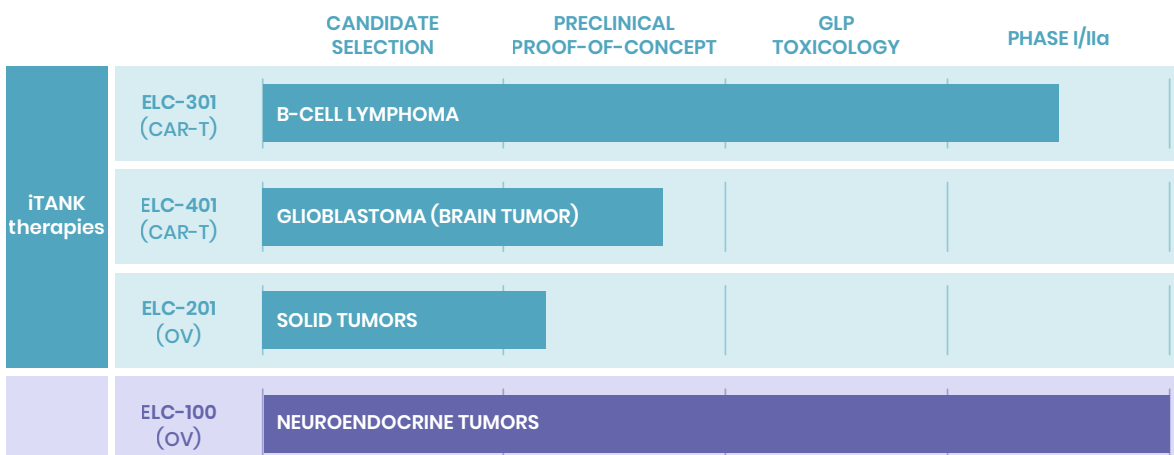 CANDIDATE
SELECTION
PRECLINICAL
PROOF-OF-CONCEPT
GLP
TOXICOLOGY
PHASE I/IIa
iTANK
therapies
ELC-301
(CAR-T)
B-CELL LYMPHOMA
ELC-401
(CAR-T)
GLIOBLASTOMA (BRAIN TUMOR)
ELC-201
(OV)
SOLID TUMORS
ELC-100
(OV)
NEUROENDOCRINE TUMORS